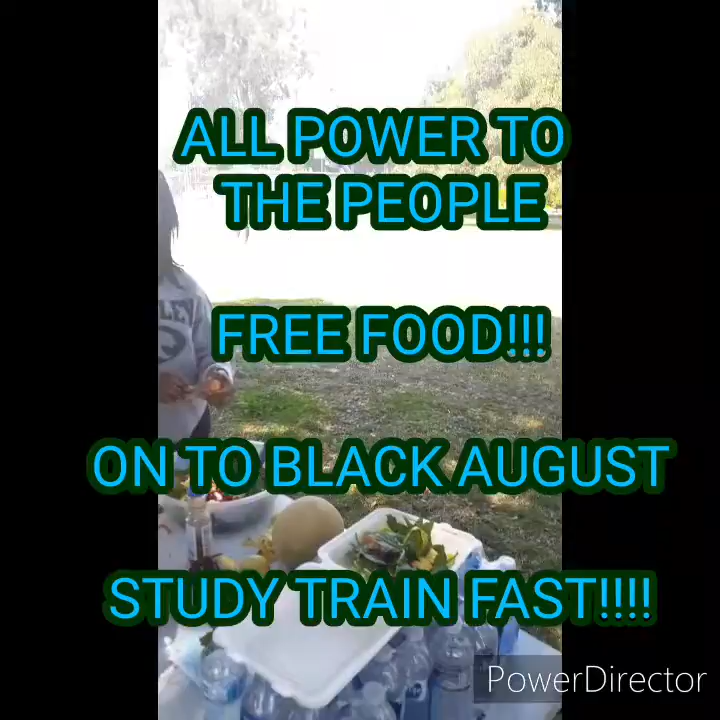 ALL POWER TO
THE PEOPLE
FREE FOOD!!!
ON TO BLACK AUGUST
STUDY TRAIN FAST!!!!
PowerDirector